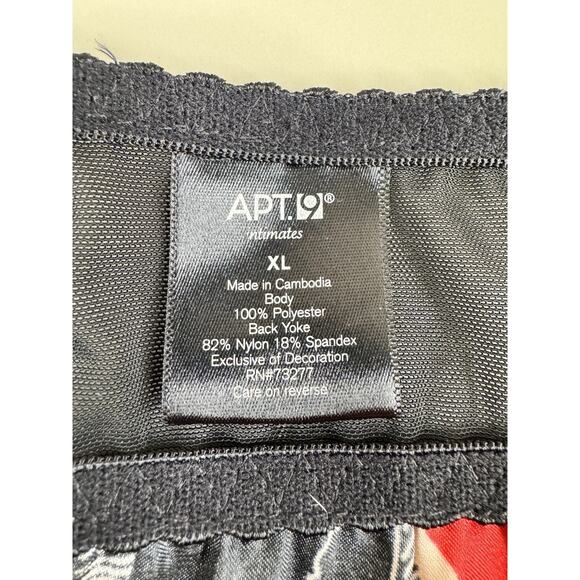 APT.9®
intimates
XL
Made in Cambodia
Body
100% Polyester
Back Yoke
82% Nylon 18% Spandex
Exclusive of Decoration
RN#73277
Care on reverse